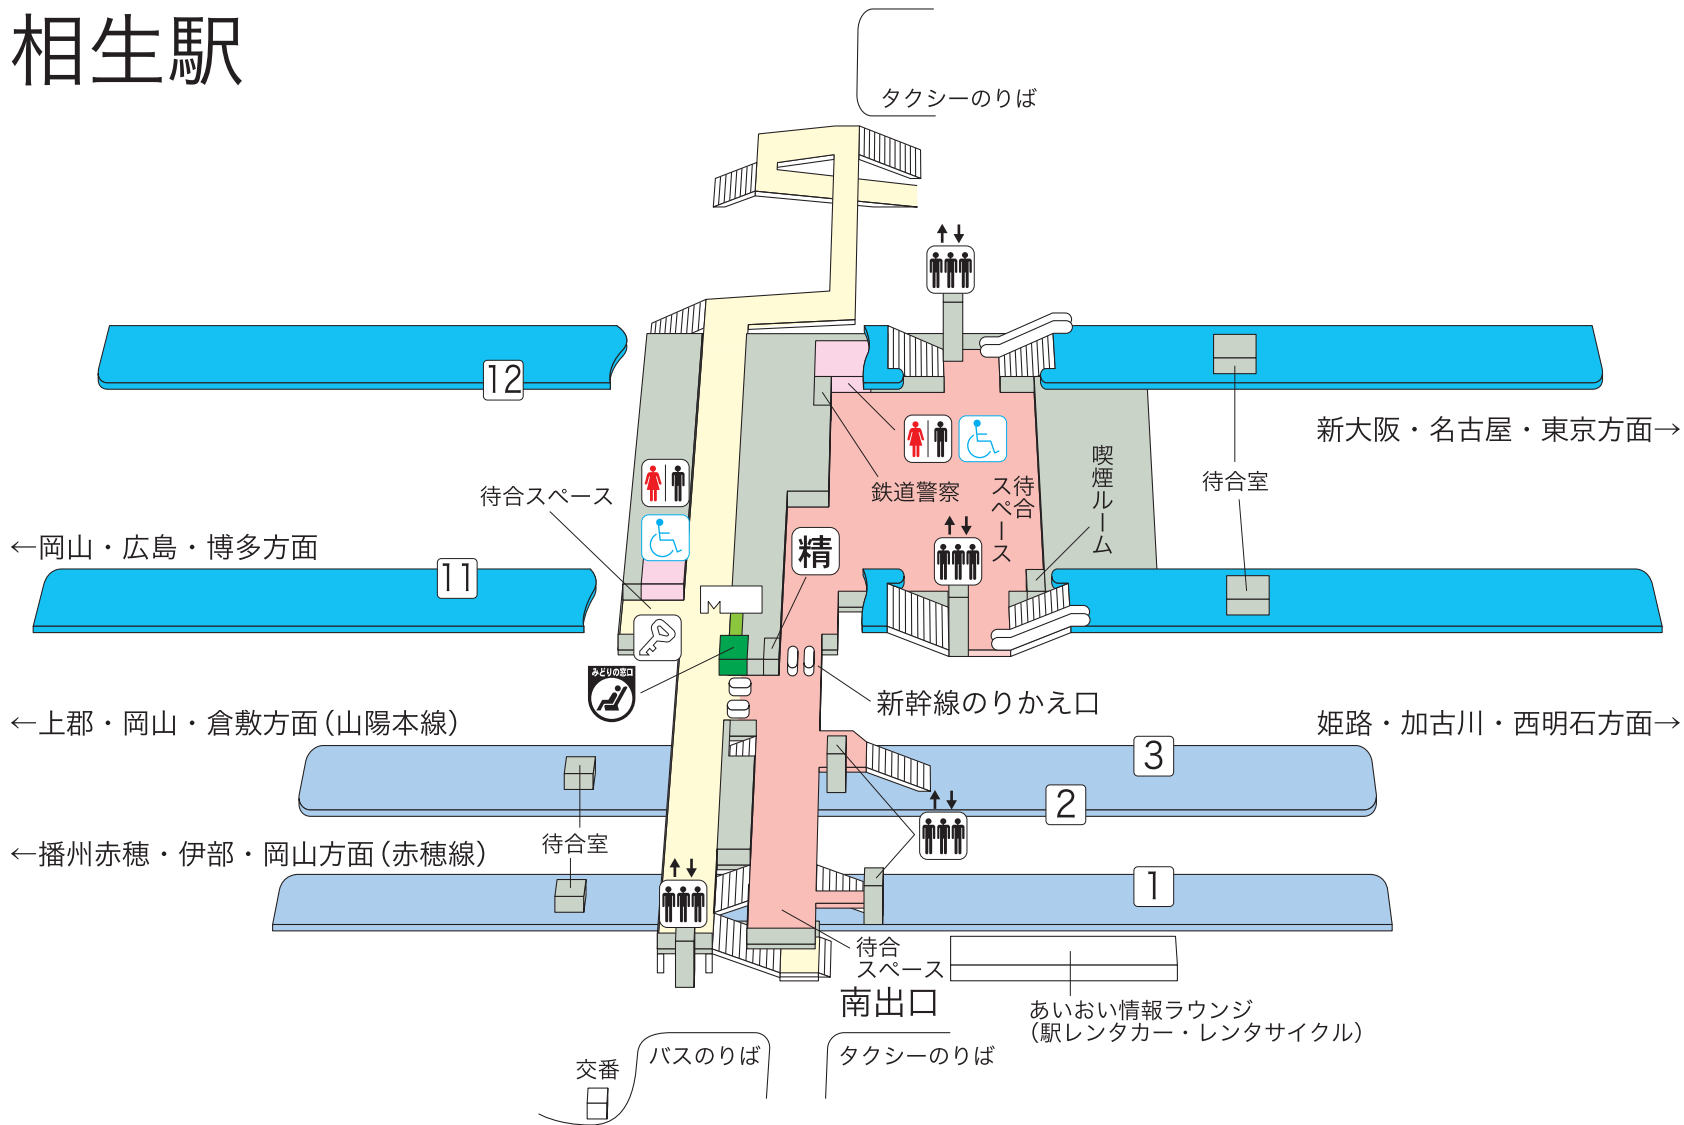 相生駅
タクシーのりば
12
新大阪・名古屋・東京方面→
喫煙ルーム
待合室
待合スペース
鉄道警察
待合
スペース
←岡山・広島・博多方面
11
精
M
みどりの窓口
新幹線のりかえ口
←上郡・岡山・倉敷方面(山陽本線)
姫路・加古川・西明石方面→
3
2
待合室
←播州赤穂・伊部・岡山方面(赤穂線)
1
待合
スペース
南出口
あいおい情報ラウンジ
(駅レンタカー・レンタサイクル)
バスのりば
タクシーのりば
交番